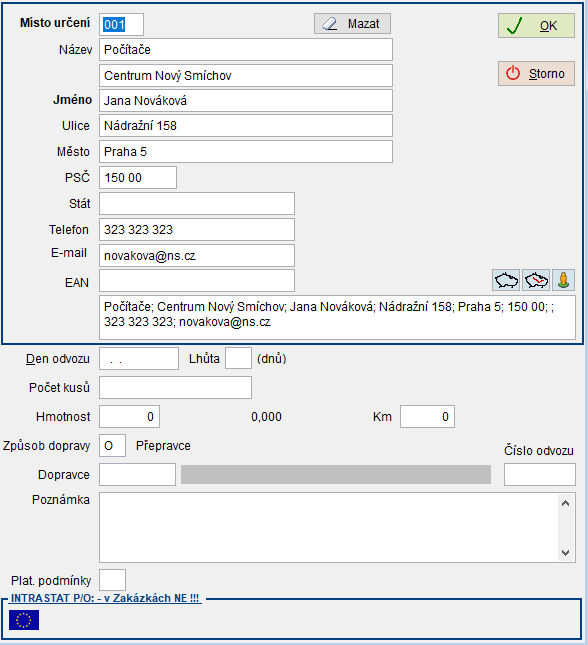 Místo určení 001 Mazat OK
Název Počítače
Centrum Nový Smíchov Storno
Jméno Jana Nováková
Ulice Nádražní 158
Město Praha 5
PSČ 150 00
Stát
Telefon 323 323 323
E-mail novakova@ns.cz
EAN
Počítače; Centrum Nový Smíchov; Jana Nováková; Nádražní 158; Praha 5; 150 00; ;
323 323 323; novakova@ns.cz
Den odvozu . . Lhůta (dnů)
Počet kusů
Hmotnost 0 0,000 Km 0
Způsob dopravy O Přepravce Číslo odvozu
Dopravce
Poznámka
Plat. podmínky
INTRASTAT P/O: - v Zakázkách NE !!!